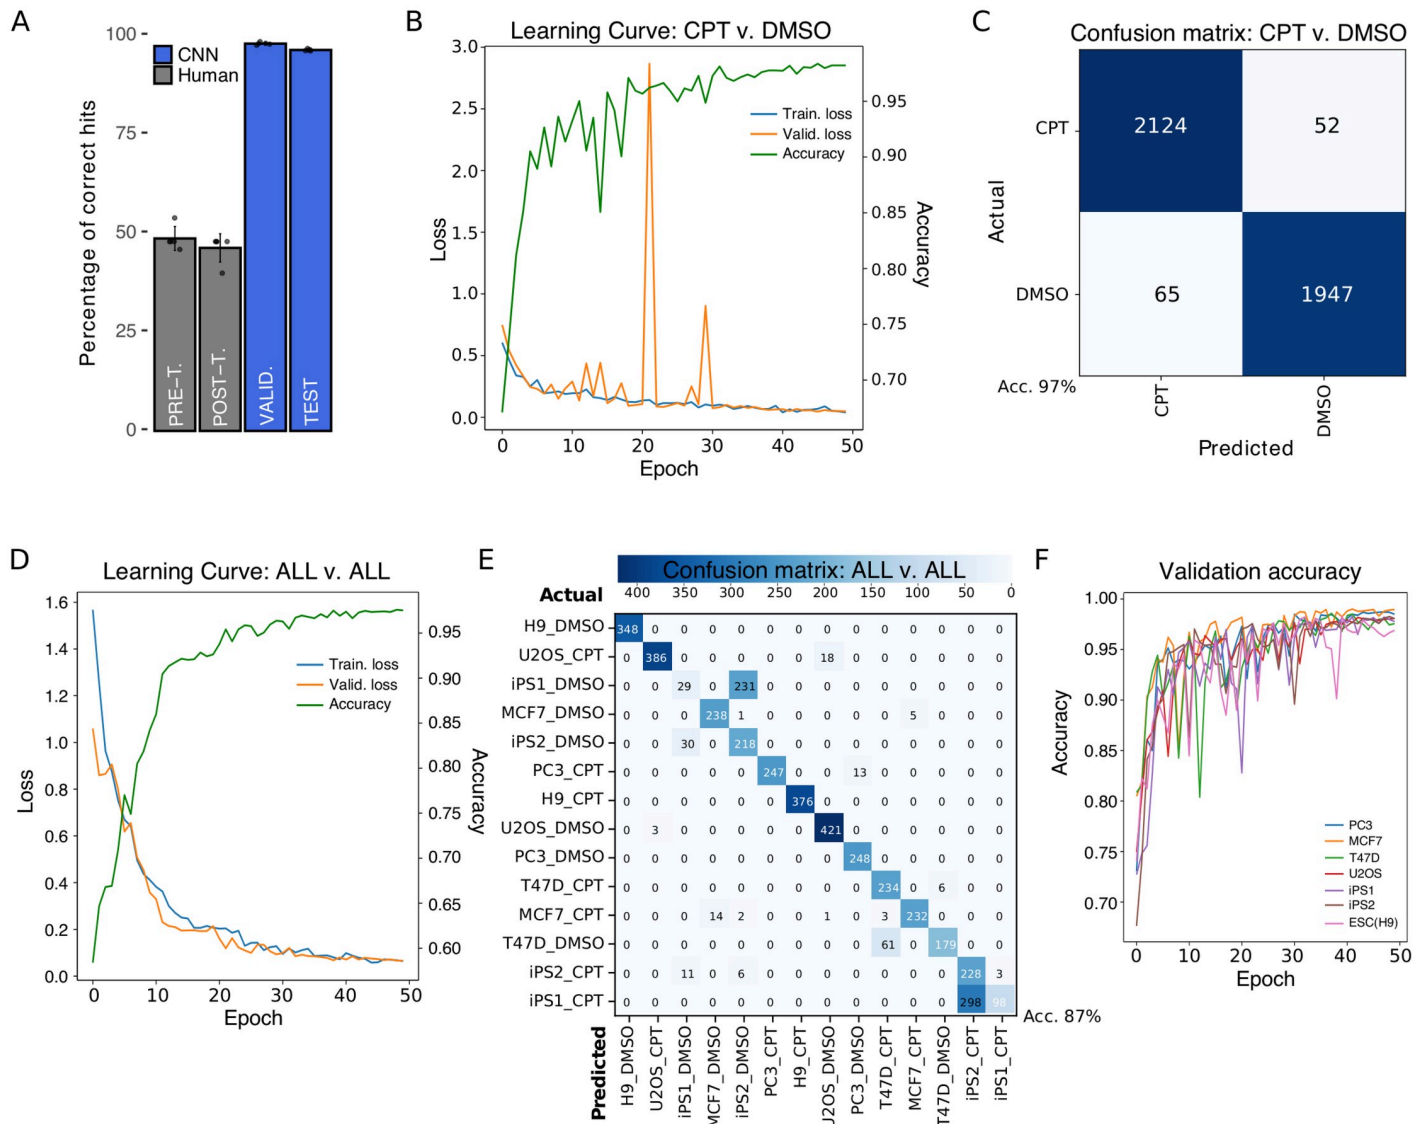 A
100
75
50
25
0
Percentage of correct hits
CNN
Human
PRE−T.
POST−T.
VALID.
TEST
B
Learning Curve: CPT v. DMSO
3.0
2.5
2.0
1.5
1.0
0.5
0.0
Loss
Train. loss
Valid. loss
Accuracy
0.95
0.90
0.85
0.80
0.75
0.70
Accuracy
0 10 20 30 40 50
Epoch
C
Confusion matrix: CPT v. DMSO
CPT 2124 52
Actual
DMSO 65 1947
Acc. 97%
CPT DMSO
Predicted
D
Learning Curve: ALL v. ALL
1.6
1.4
1.2
1.0
0.8
0.6
0.4
0.2
0.0
Loss
Train. loss
Valid. loss
Accuracy
0.95
0.90
0.85
0.80
0.75
0.70
0.65
0.60
Accuracy
0 10 20 30 40 50
Epoch
E
Confusion matrix: ALL v. ALL
400 350 300 250 200 150 100 50 0
Actual
H9_DMSO 348 0 0 0 0 0 0 0 0 0 0 0 0 0
U2OS_CPT 0 386 0 0 0 0 0 18 0 0 0 0 0 0
iPS1_DMSO 0 0 29 0 231 0 0 0 0 0 0 0 0 0
MCF7_DMSO 0 0 0 238 1 0 0 0 0 0 5 0 0 0
iPS2_DMSO 0 0 30 0 218 0 0 0 0 0 0 0 0 0
PC3_CPT 0 0 0 0 0 247 0 0 13 0 0 0 0 0
H9_CPT 0 0 0 0 0 0 376 0 0 0 0 0 0 0
U2OS_DMSO 0 3 0 0 0 0 0 421 0 0 0 0 0 0
PC3_DMSO 0 0 0 0 0 0 0 0 248 0 0 0 0 0
T47D_CPT 0 0 0 0 0 0 0 0 0 234 0 6 0 0
MCF7_CPT 0 0 0 14 2 0 0 1 0 3 232 0 0 0
T47D_DMSO 0 0 0 0 0 0 0 0 0 61 0 179 0 0
iPS2_CPT 0 0 11 0 6 0 0 0 0 0 0 0 228 3
iPS1_CPT 0 0 0 0 0 0 0 0 0 0 0 0 298 98
Acc. 87%
Predicted
H9_DMSO U2OS_CPT iPS1_DMSO MCF7_DMSO iPS2_DMSO PC3_CPT H9_CPT U2OS_DMSO PC3_DMSO T47D_CPT MCF7_CPT T47D_DMSO iPS2_CPT iPS1_CPT
F
Validation accuracy
1.00
0.95
0.90
0.85
0.80
0.75
0.70
Accuracy
PC3
MCF7
T47D
U2OS
iPS1
iPS2
ESC(H9)
0 10 20 30 40 50
Epoch